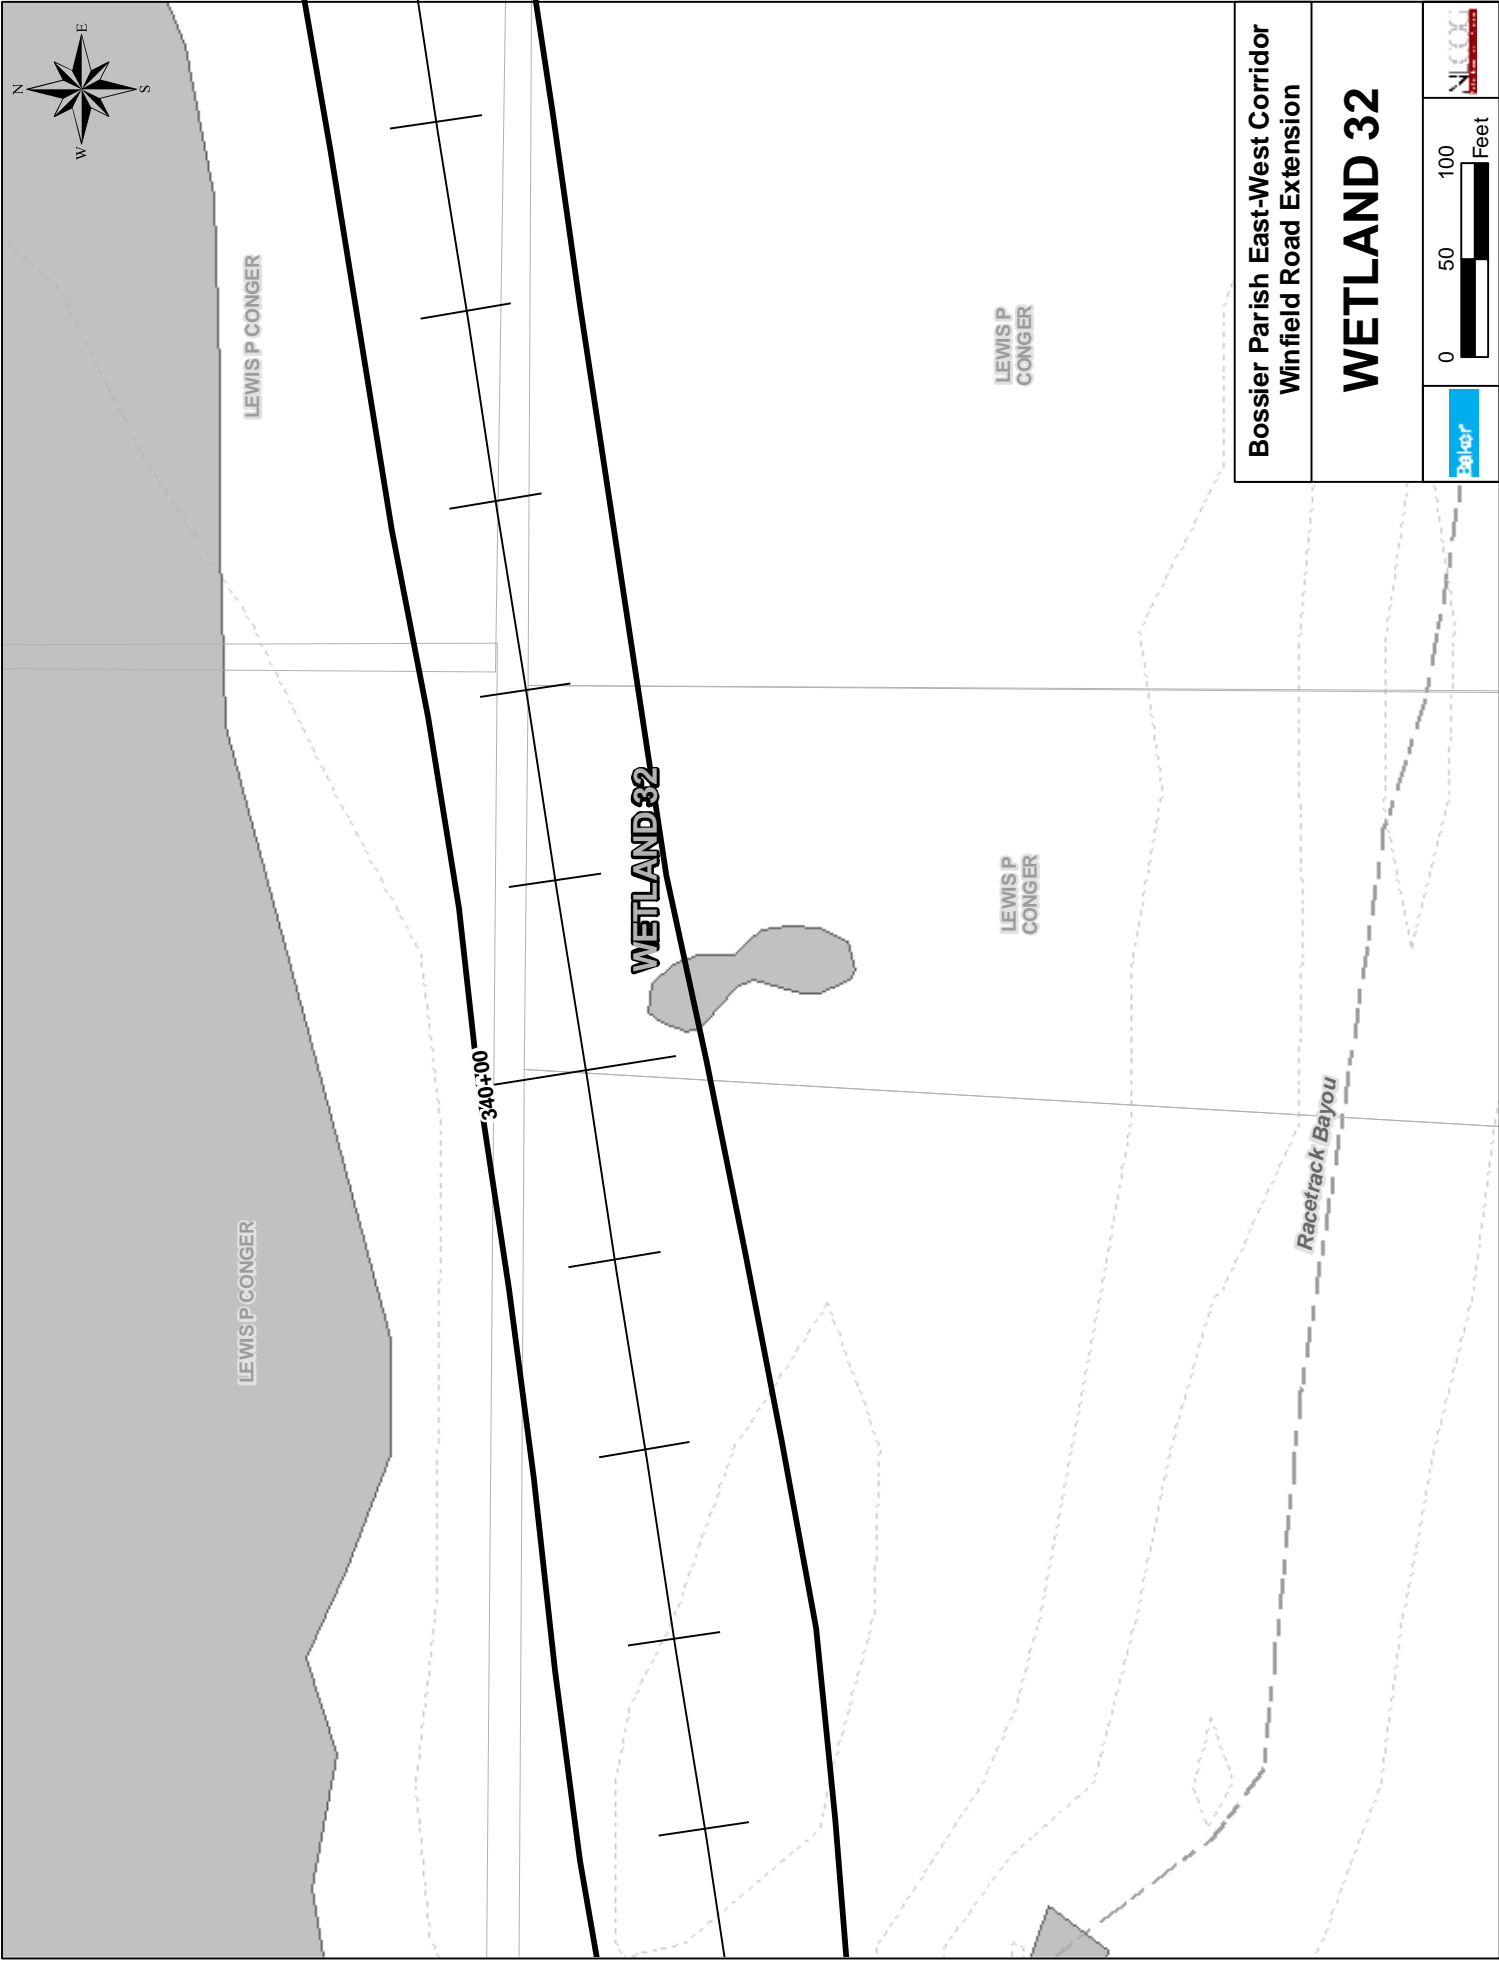 N
E
W
S
LEWIS P CONGER
LEWIS P CONGER
340+00
WETLAND 32
LEWIS P
CONGER
LEWIS P
CONGER
Racetrack Bayou
Bossier Parish East-West Corridor
Winfield Road Extension
WETLAND 32
Baker
0 50 100
Feet